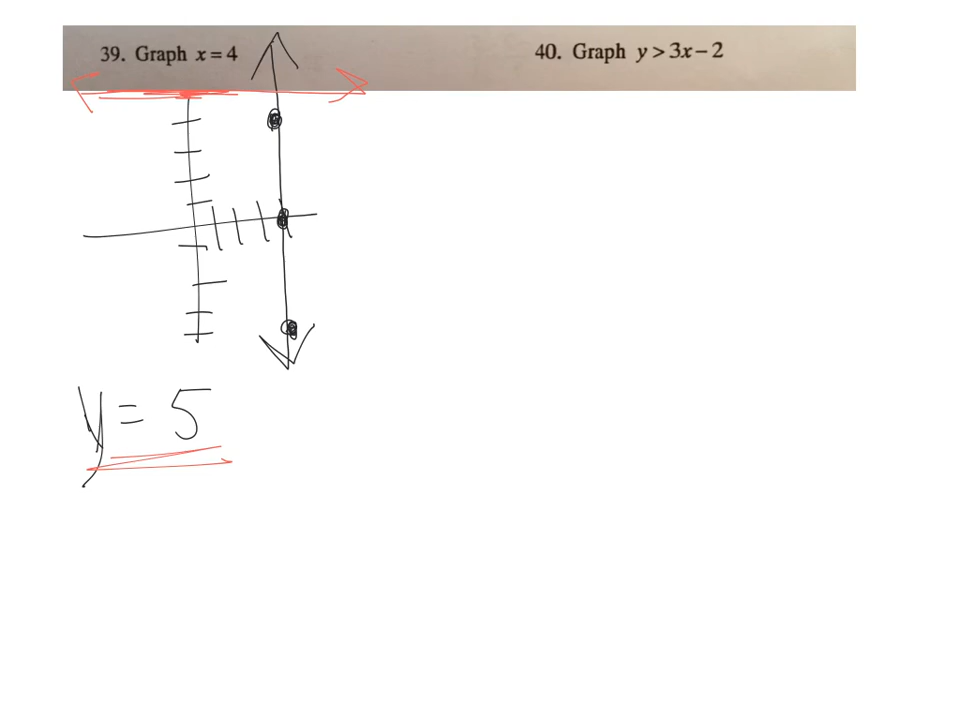 39. Graph x = 4
40. Graph y > 3x – 2
y = 5